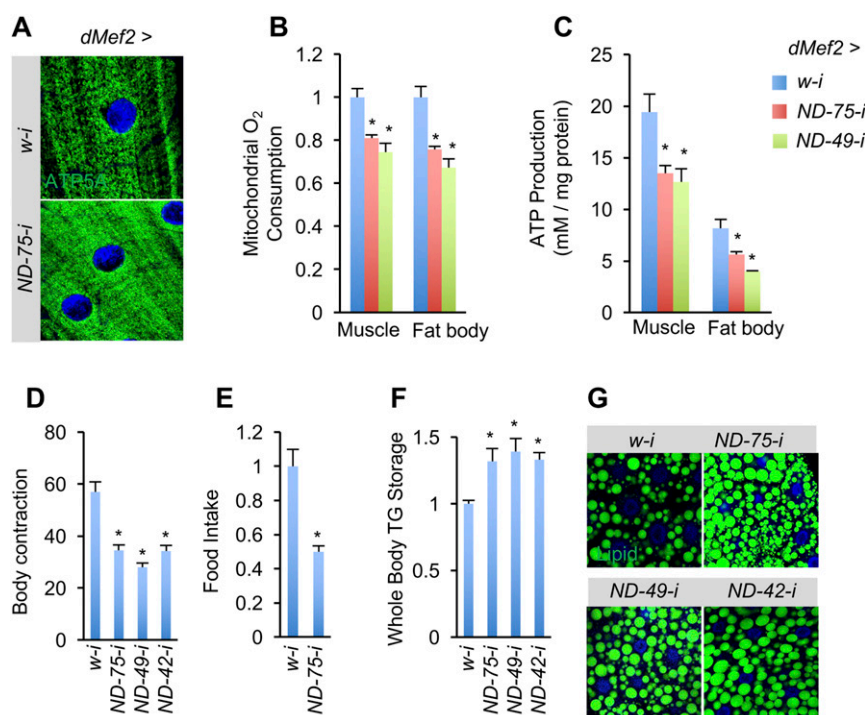 A
dMef2 >
w-i
ATP5A
ND-75-i
B
Mitochondrial O2
Consumption
1.2
1
0.8
0.6
0.4
0.2
0
* *
* *
Muscle Fat body
C
ATP Production
(mM / mg protein)
25
20
15
10
5
0
* *
*
*
Muscle Fat body
dMef2 >
w-i
ND-75-i
ND-49-i
D
Body contraction
80
60
40
20
0
* * *
w-i
ND-75-i
ND-49-i
ND-42-i
E
Food Intake
1.2
1
0.8
0.6
0.4
0.2
0
*
w-i
ND-75-i
F
Whole Body TG Storage
1.5
1
0.5
0
* * *
w-i
ND-75-i
ND-49-i
ND-42-i
G
w-i ND-75-i
Lipid
ND-49-i ND-42-i